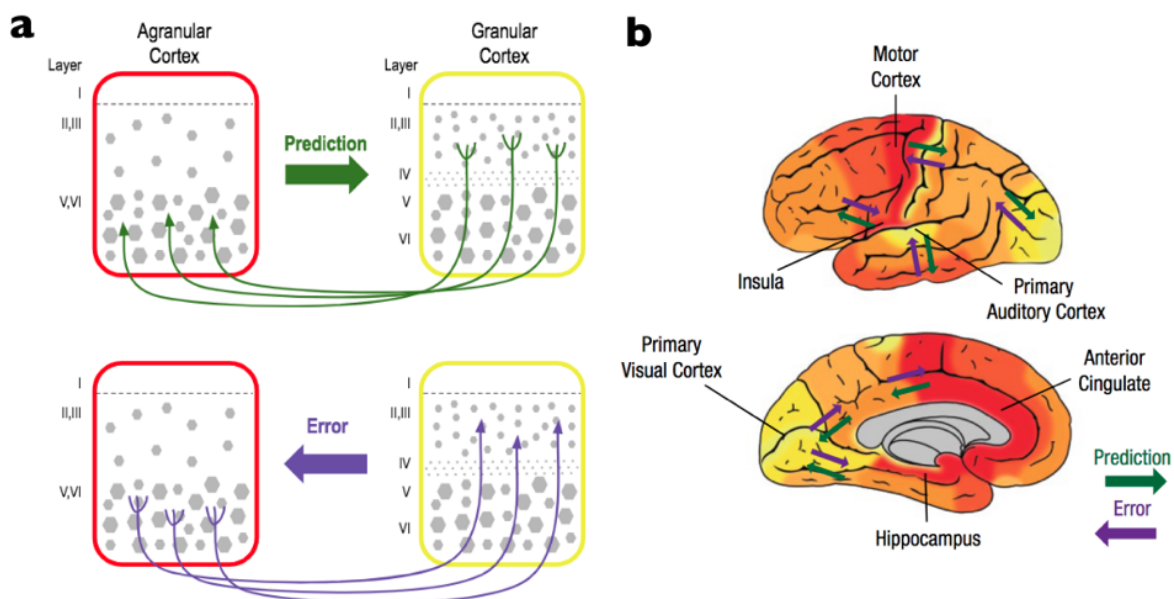 a
Agranular
Cortex
Granular
Cortex
Layer
I
II,III
V,VI
Prediction
I
II,III
IV
V
VI
I
II,III
V,VI
Error
I
II,III
IV
V
VI
b
Motor
Cortex
Insula
Primary
Auditory Cortex
Primary
Visual Cortex
Anterior
Cingulate
Hippocampus
Prediction
Error